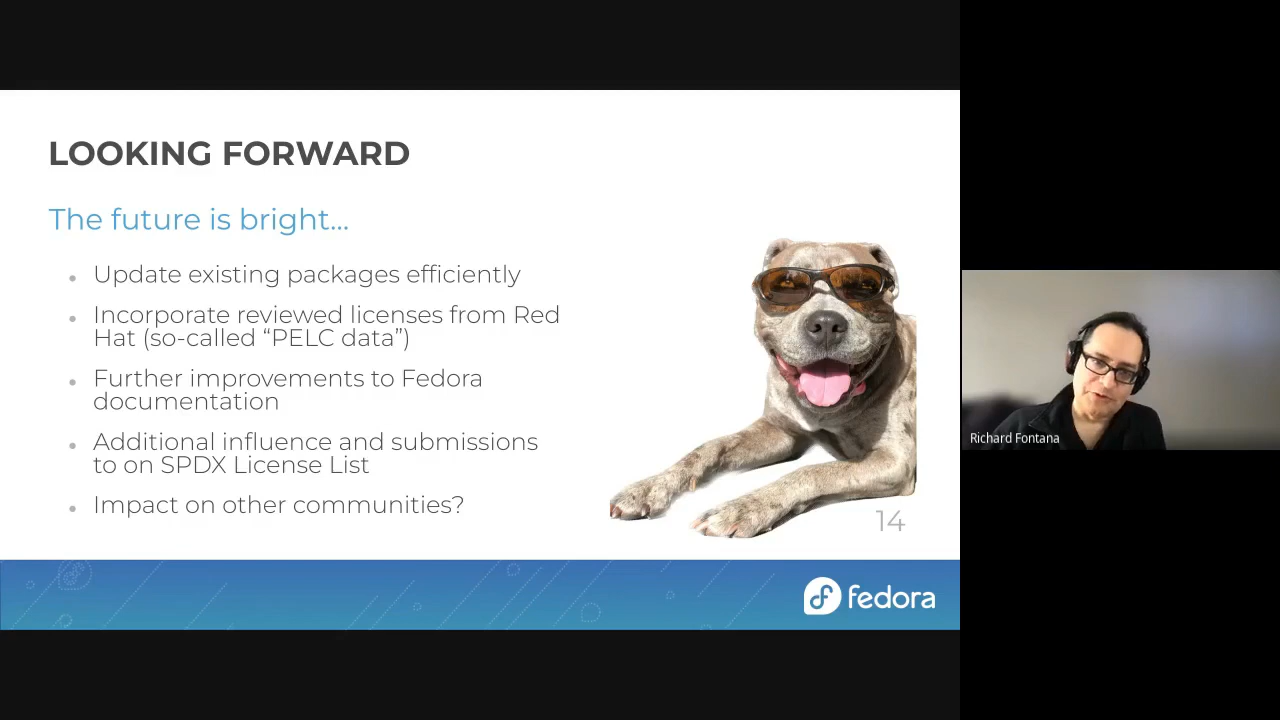 LOOKING FORWARD
The future is bright...
Update existing packages efficiently
Incorporate reviewed licenses from Red
Hat (so-called “PELC data”)
Further improvements to Fedora
documentation
Additional influence and submissions
to on SPDX License List
Impact on other communities?
14
fedora
Richard Fontana